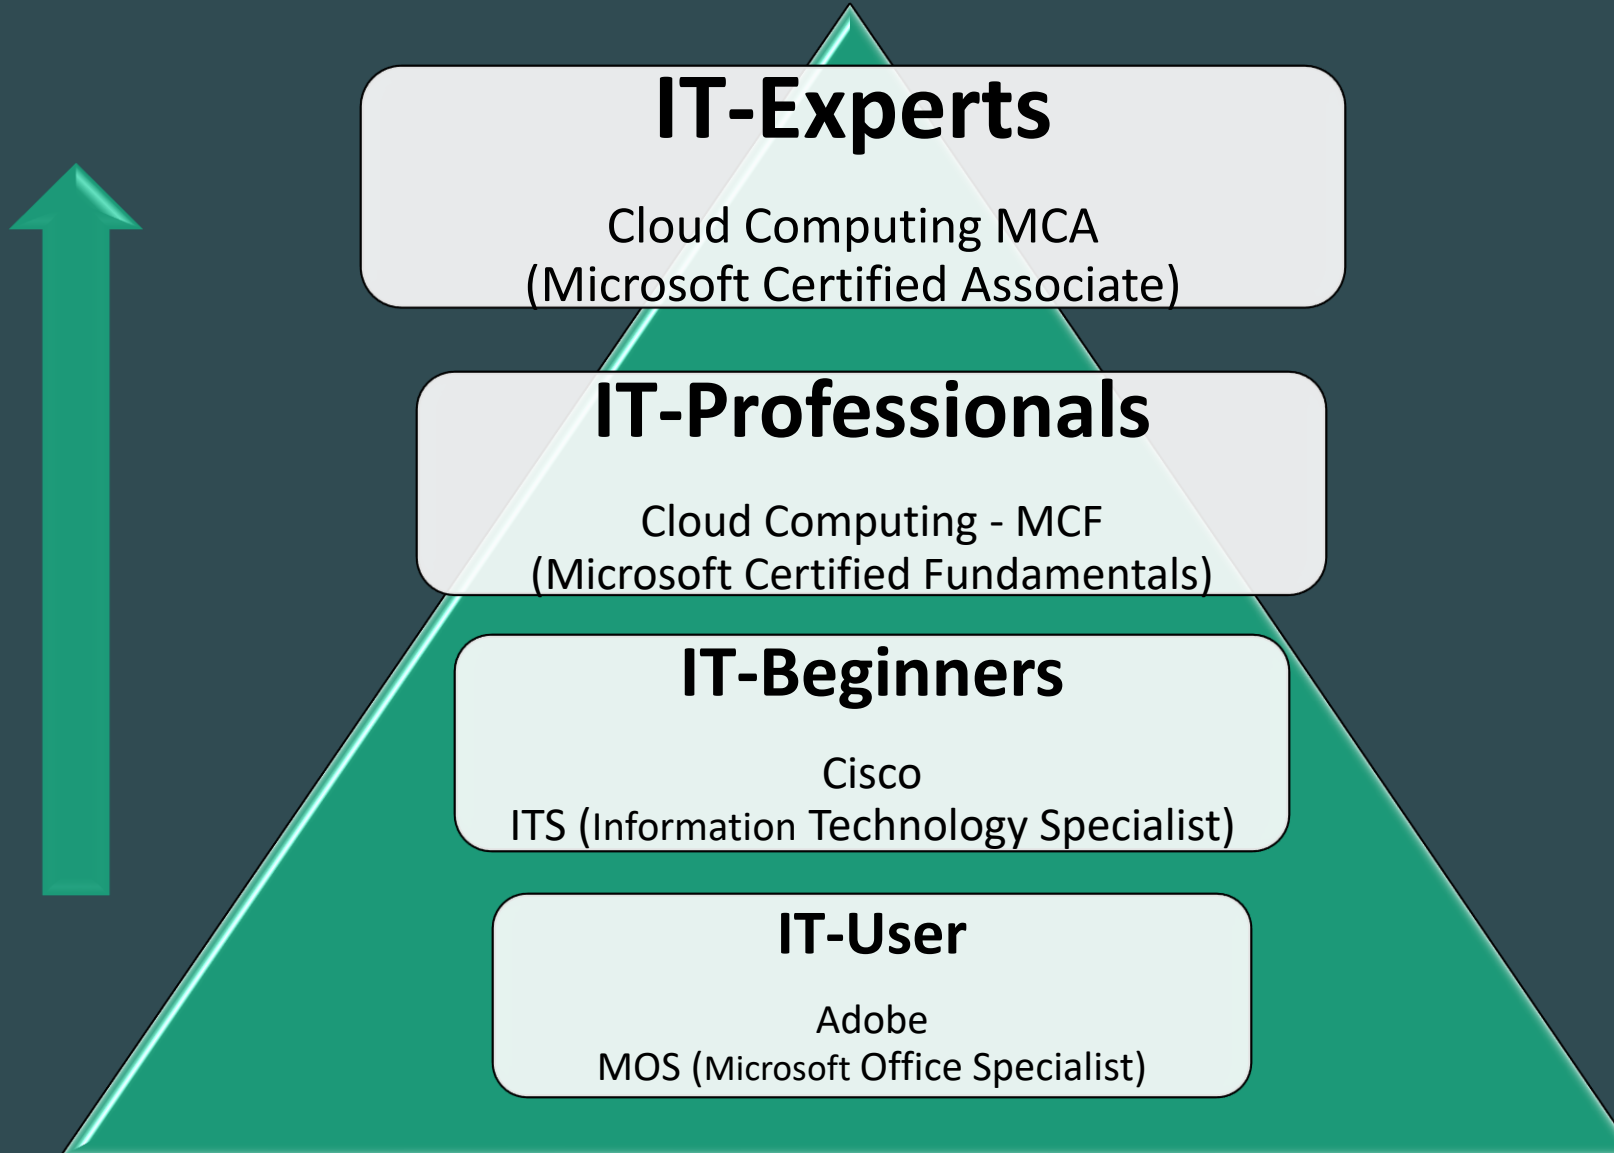 IT-Experts
Cloud Computing MCA
(Microsoft Certified Associate)
IT-Professionals
Cloud Computing - MCF
(Microsoft Certified Fundamentals)
IT-Beginners
Cisco
ITS (Information Technology Specialist)
IT-User
Adobe
MOS (Microsoft Office Specialist)